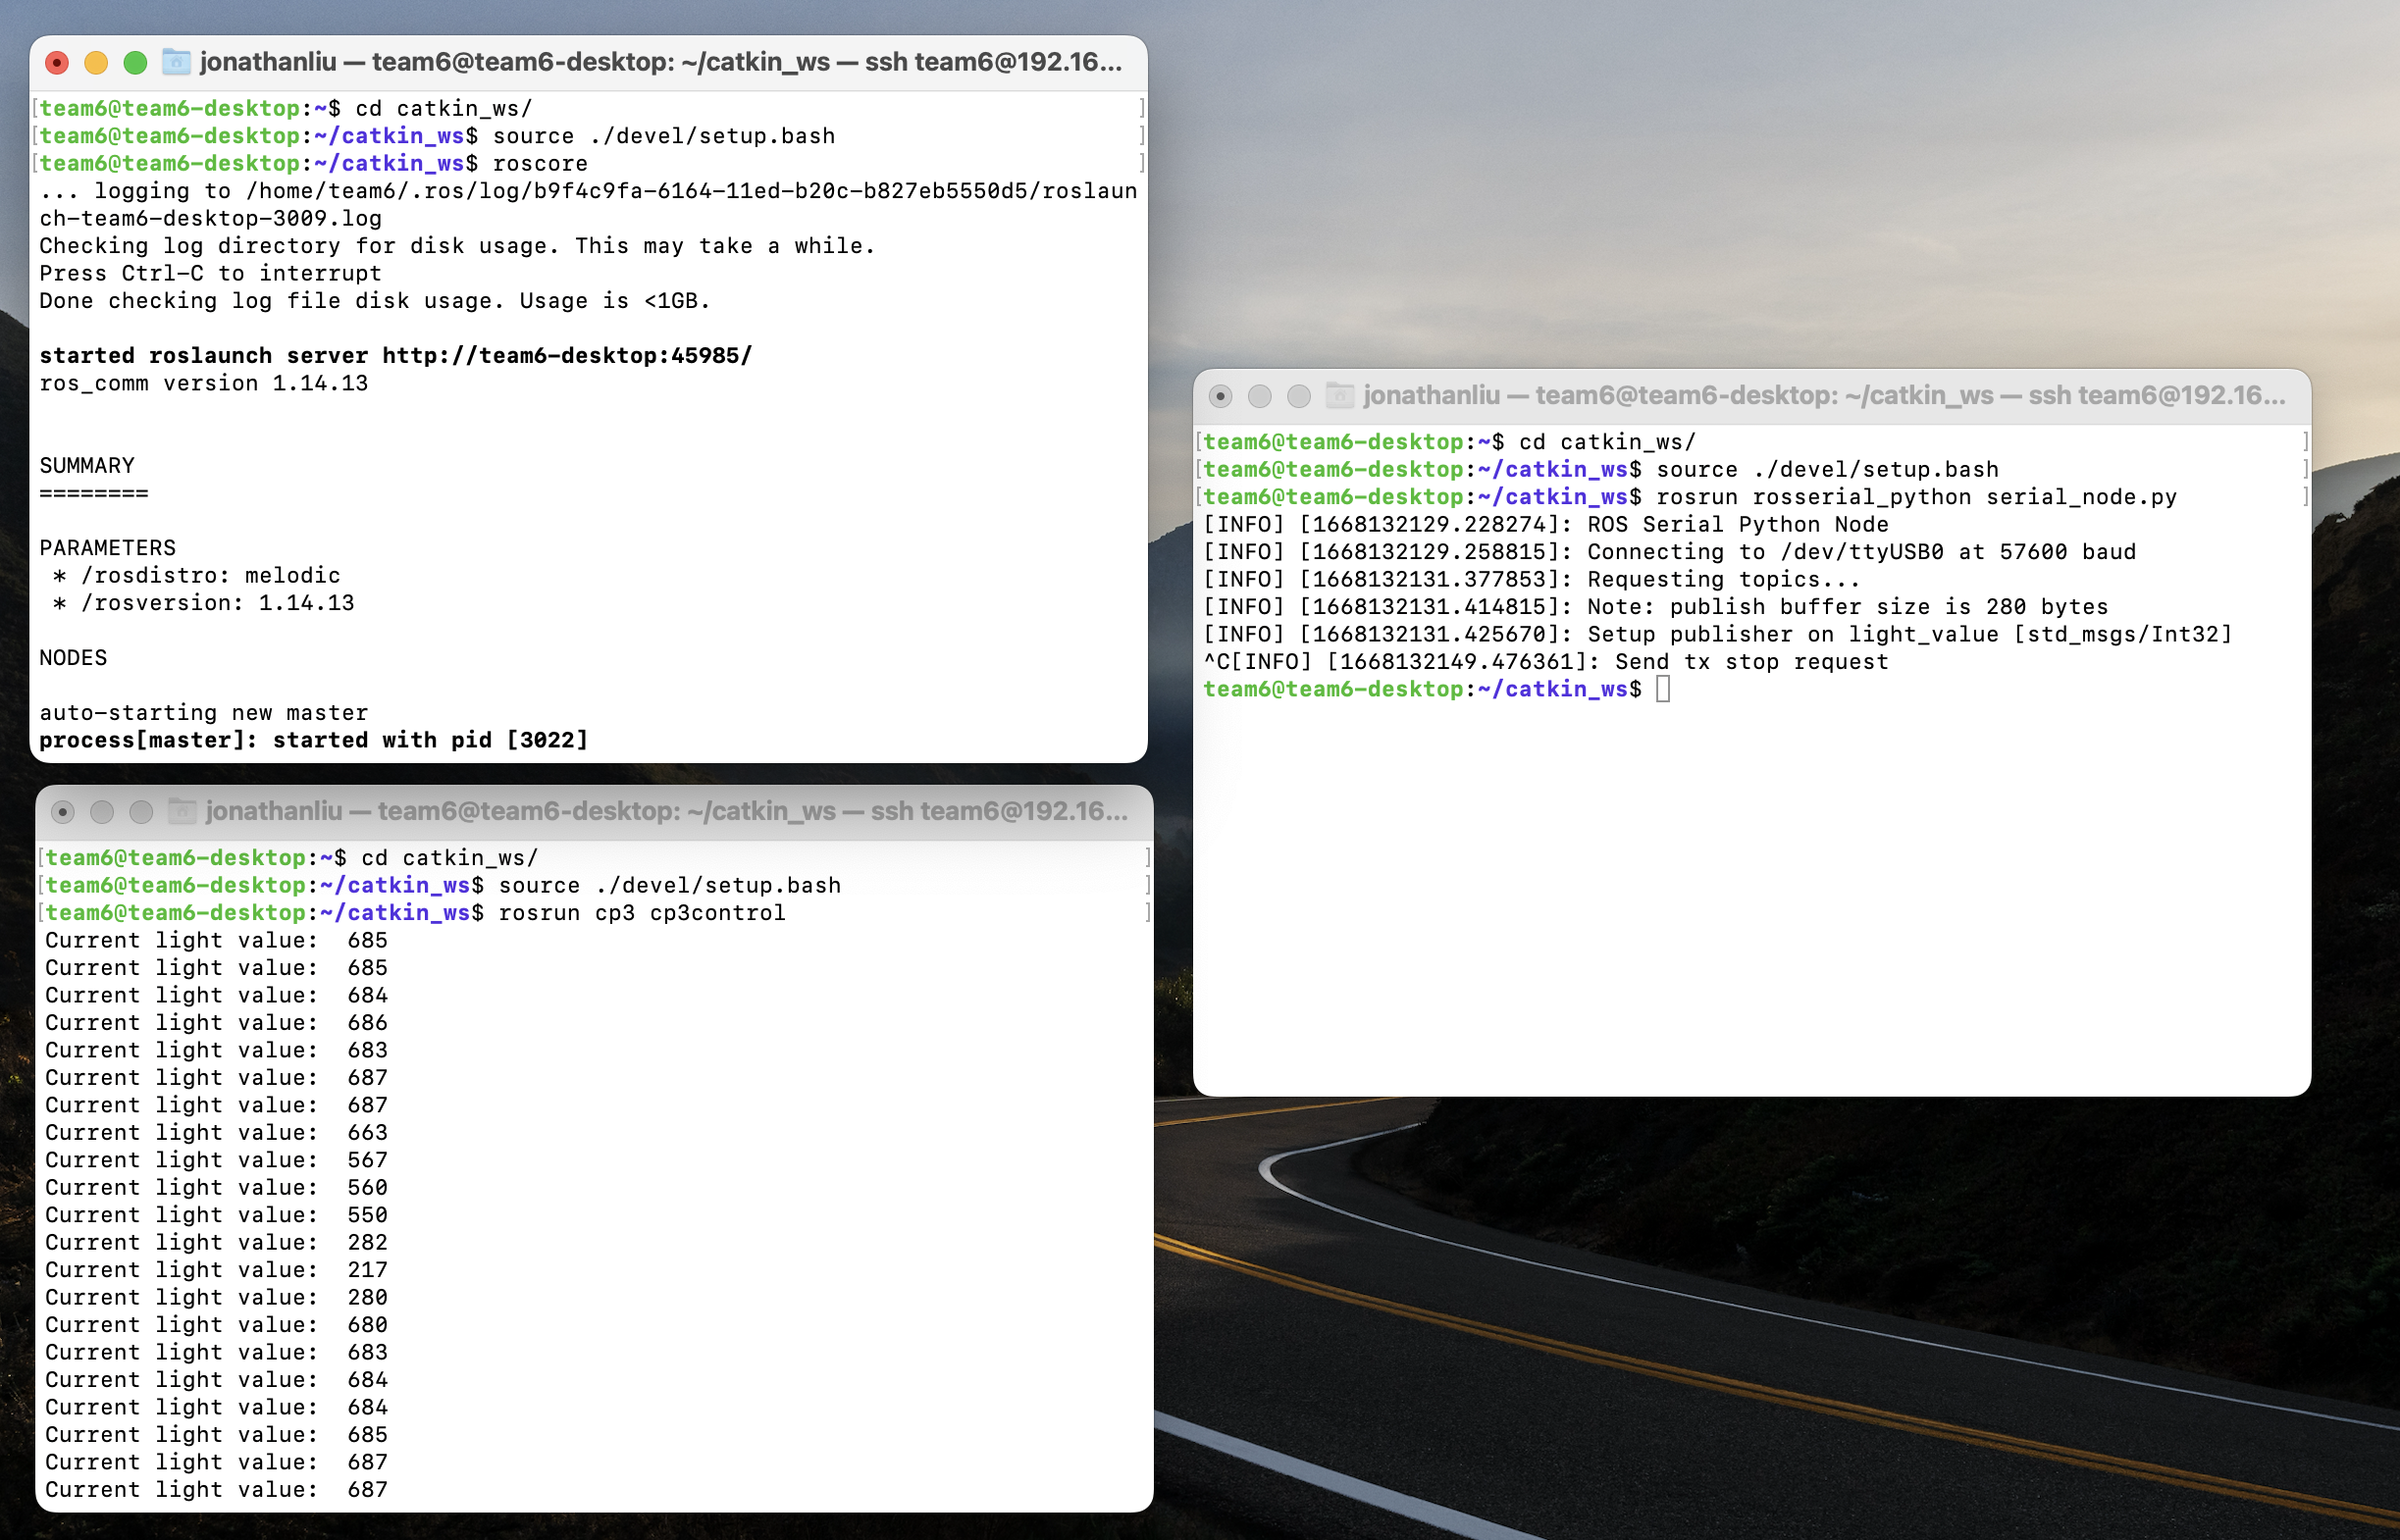 jonathanliu — team6@team6-desktop: ~/catkin_ws — ssh team6@192.16...
[team6@team6-desktop:~$ cd catkin_ws/ ]
[team6@team6-desktop:~/catkin_ws$ source ./devel/setup.bash ]
[team6@team6-desktop:~/catkin_ws$ roscore ]
... logging to /home/team6/.ros/log/b9f4c9fa-6164-11ed-b20c-b827eb5550d5/roslaun
ch-team6-desktop-3009.log
Checking log directory for disk usage. This may take a while.
Press Ctrl-C to interrupt
Done checking log file disk usage. Usage is <1GB.
started roslaunch server http://team6-desktop:45985/
ros_comm version 1.14.13
SUMMARY
========
PARAMETERS
* /rosdistro: melodic
* /rosversion: 1.14.13
NODES
auto-starting new master
process[master]: started with pid [3022]
jonathanliu — team6@team6-desktop: ~/catkin_ws — ssh team6@192.16...
[team6@team6-desktop:~$ cd catkin_ws/ ]
[team6@team6-desktop:~/catkin_ws$ source ./devel/setup.bash ]
[team6@team6-desktop:~/catkin_ws$ rosrun cp3 cp3control ]
Current light value:  685
Current light value:  685
Current light value:  684
Current light value:  686
Current light value:  683
Current light value:  687
Current light value:  687
Current light value:  663
Current light value:  567
Current light value:  560
Current light value:  550
Current light value:  282
Current light value:  217
Current light value:  280
Current light value:  680
Current light value:  683
Current light value:  684
Current light value:  684
Current light value:  685
Current light value:  687
Current light value:  687
jonathanliu — team6@team6-desktop: ~/catkin_ws — ssh team6@192.16...
[team6@team6-desktop:~$ cd catkin_ws/ ]
[team6@team6-desktop:~/catkin_ws$ source ./devel/setup.bash ]
[team6@team6-desktop:~/catkin_ws$ rosrun rosserial_python serial_node.py ]
[INFO] [1668132129.228274]: ROS Serial Python Node
[INFO] [1668132129.258815]: Connecting to /dev/ttyUSB0 at 57600 baud
[INFO] [1668132131.377853]: Requesting topics...
[INFO] [1668132131.414815]: Note: publish buffer size is 280 bytes
[INFO] [1668132131.425670]: Setup publisher on light_value [std_msgs/Int32]
^C[INFO] [1668132149.476361]: Send tx stop request
team6@team6-desktop:~/catkin_ws$